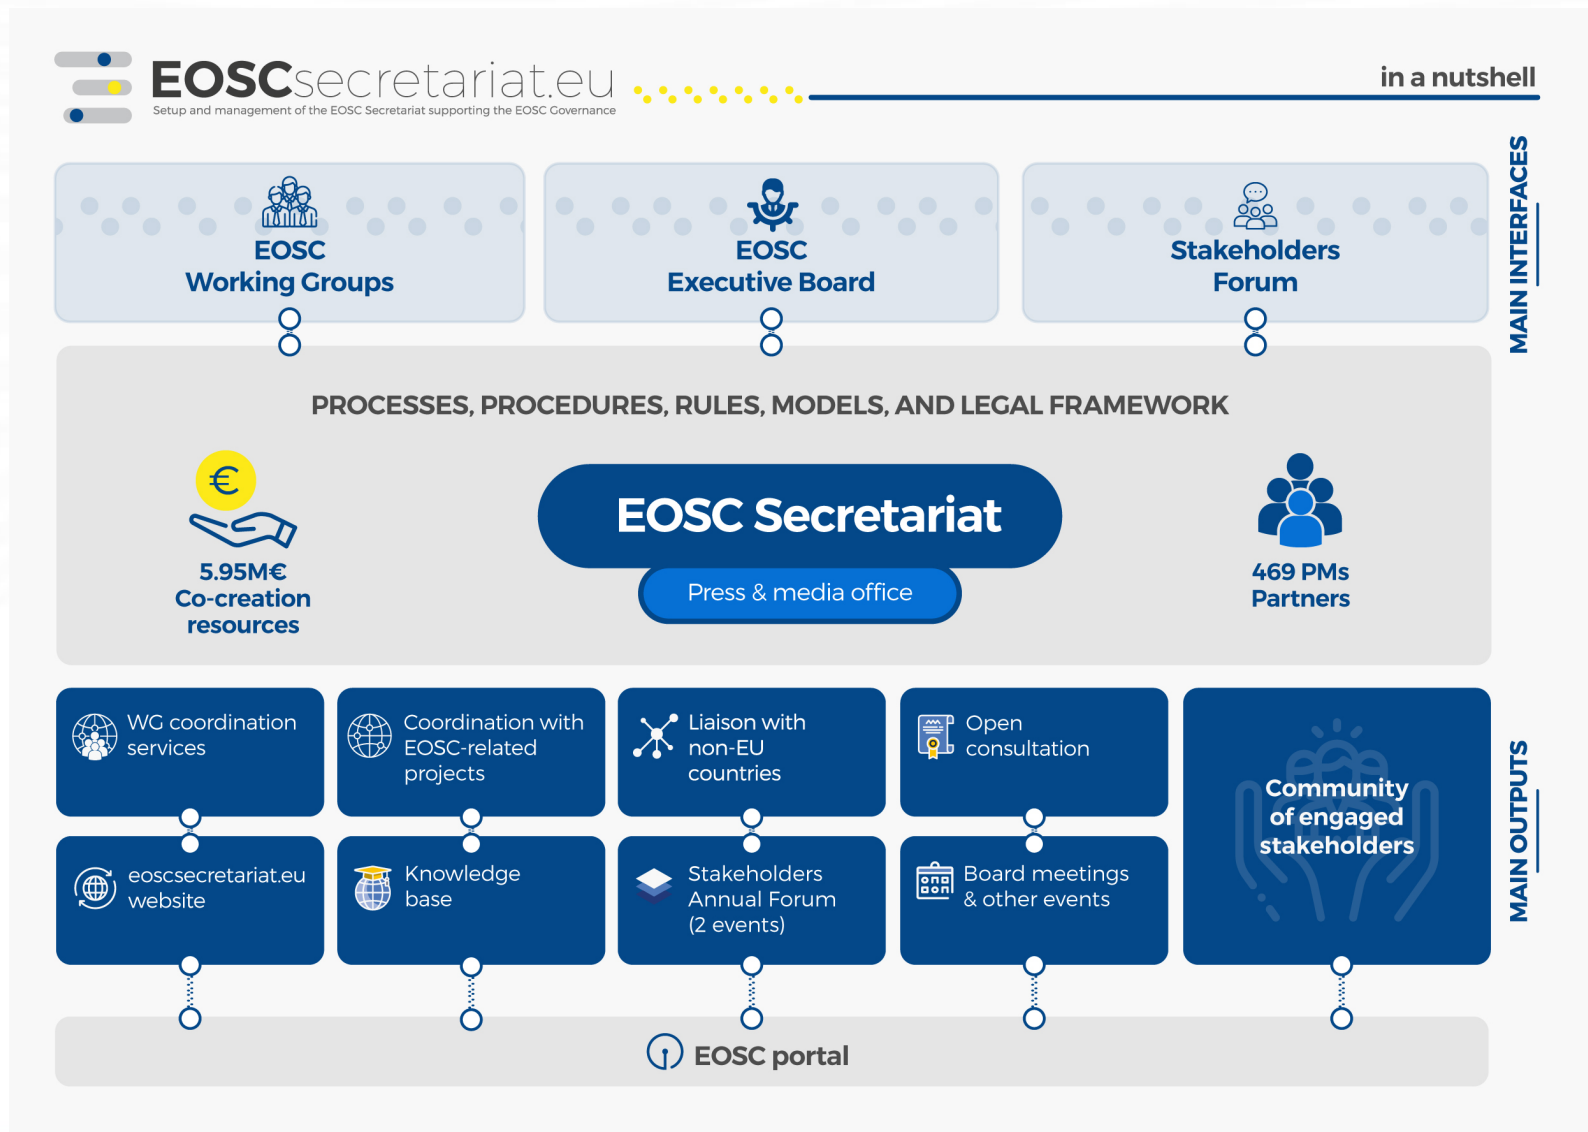 EOSCsecretariat.eu
Setup and management of the EOSC Secretariat supporting the EOSC Governance
in a nutshell
MAIN INTERFACES
EOSC
Working Groups
EOSC
Executive Board
Stakeholders
Forum
PROCESSES, PROCEDURES, RULES, MODELS, AND LEGAL FRAMEWORK
€
5.95M€
Co-creation
resources
EOSC Secretariat
Press & media office
469 PMs
Partners
MAIN OUTPUTS
WG coordination
services
Coordination with
EOSC-related
projects
Liaison with
non-EU
countries
Open
consultation
Community
of engaged
stakeholders
eoscsecretariat.eu
website
Knowledge
base
Stakeholders
Annual Forum
(2 events)
Board meetings
& other events
EOSC portal